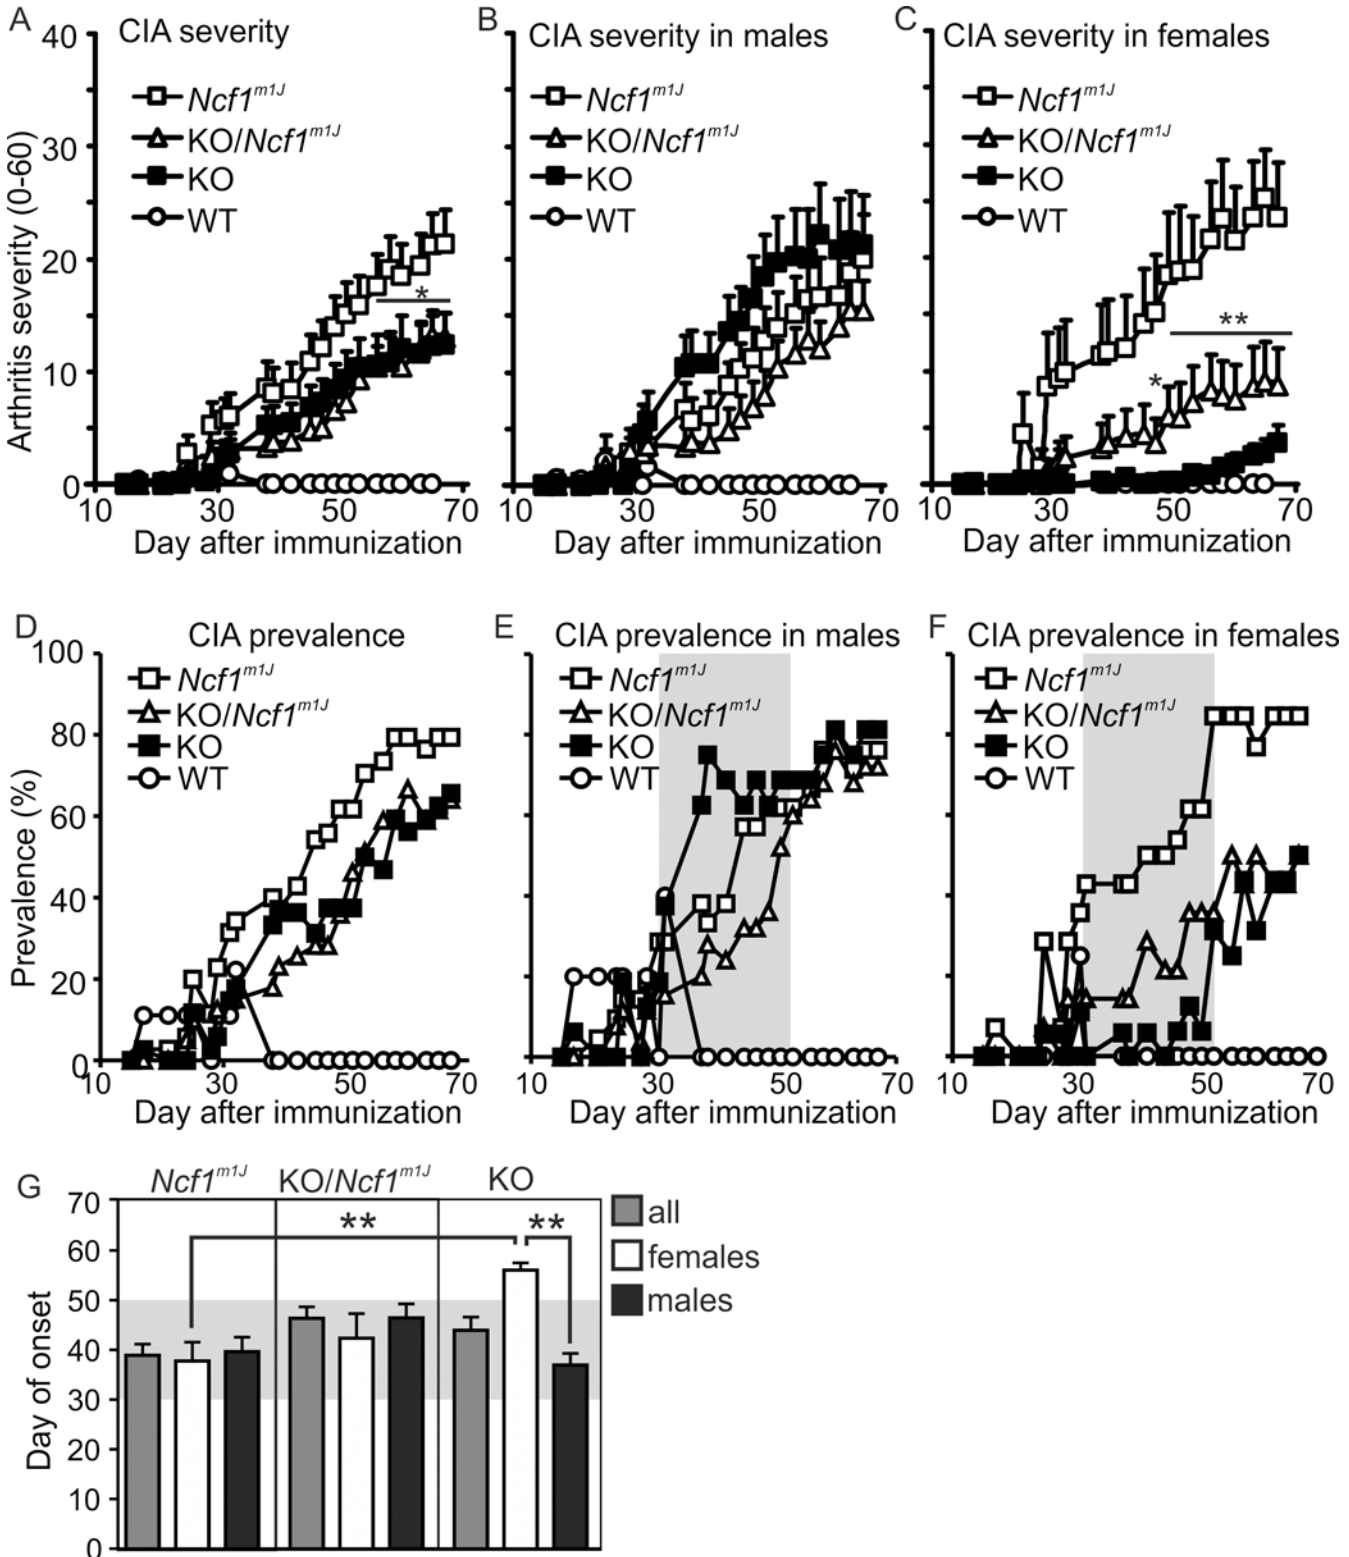 A CIA severity
40
30
20
10
0
Arthritis severity (0-60)
Ncf1m1J
KO/Ncf1m1J
KO
WT
*
10 30 50 70
Day after immunization
B CIA severity in males
Ncf1m1J
KO/Ncf1m1J
KO
WT
10 30 50 70
Day after immunization
C CIA severity in females
Ncf1m1J
KO/Ncf1m1J
KO
WT
**
*
10 30 50 70
Day after immunization
D CIA prevalence
100
80
60
40
20
0
Prevalence (%)
Ncf1m1J
KO/Ncf1m1J
KO
WT
10 30 50 70
Day after immunization
E CIA prevalence in males
Ncf1m1J
KO/Ncf1m1J
KO
WT
10 30 50 70
Day after immunization
F CIA prevalence in females
Ncf1m1J
KO/Ncf1m1J
KO
WT
10 30 50 70
Day after immunization
G
Ncf1m1J KO/Ncf1m1J KO
70
60
50
40
30
20
10
0
Day of onset
** **
all
females
males